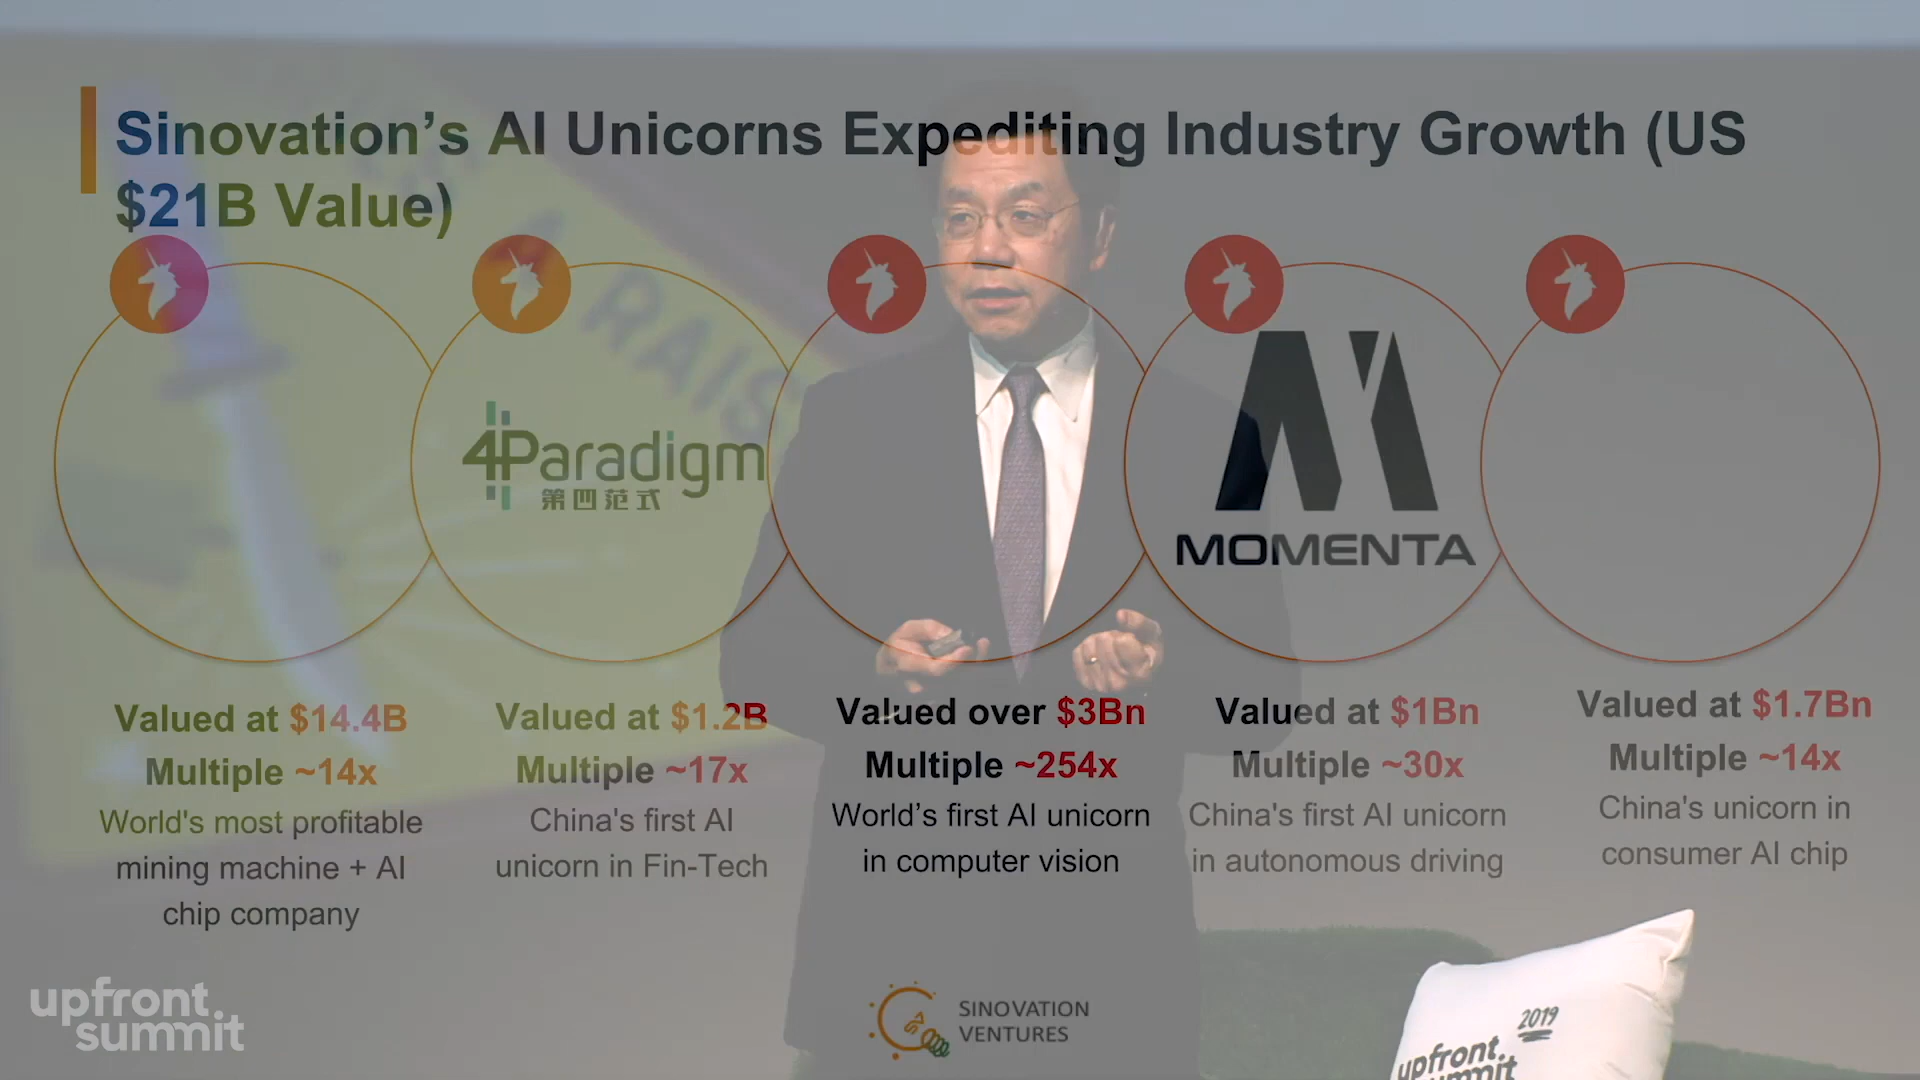 Sinovation’s AI Unicorns Expediting Industry Growth (US
$21B Value)
RAIS
4Paradigm
第四范式
MOMENTA
Valued at $14.4B
Multiple ~14x
World's most profitable
mining machine + AI
chip company
Valued at $1.2B
Multiple ~17x
China's first AI
unicorn in Fin-Tech
Valued over $3Bn
Multiple ~254x
World’s first AI unicorn
in computer vision
Valued at $1Bn
Multiple ~30x
China's first AI unicorn
in autonomous driving
Valued at $1.7Bn
Multiple ~14x
China's unicorn in
consumer AI chip
upfront
summit
SINOVATION
VENTURES
2019
upfront
summit